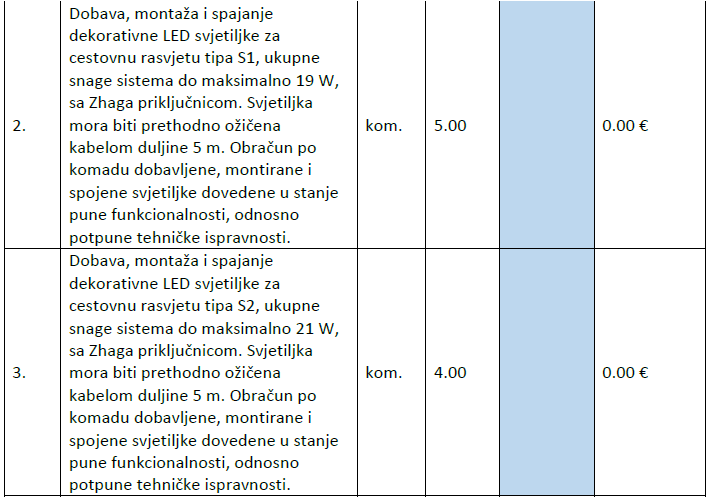 Dobava, montaža i spajanje
dekorativne LED svjetiljke za
cestovnu rasvjetu tipa S1, ukupne
snage sistema do maksimalno 19 W,
sa Zhaga priključnicom. Svjetiljka
2. mora biti prethodno ožičena kom. 5.00 0.00 €
kabelom duljine 5 m. Obračun po
komadu dobavljene, montirane i
spojene svjetiljke dovedene u stanje
pune funkcionalnosti, odnosno
potpune tehničke ispravnosti.
Dobava, montaža i spajanje
dekorativne LED svjetiljke za
cestovnu rasvjetu tipa S2, ukupne
snage sistema do maksimalno 21 W,
sa Zhaga priključnicom. Svjetiljka
3. mora biti prethodno ožičena kom. 4.00 0.00 €
kabelom duljine 5 m. Obračun po
komadu dobavljene, montirane i
spojene svjetiljke dovedene u stanje
pune funkcionalnosti, odnosno
potpune tehničke ispravnosti.